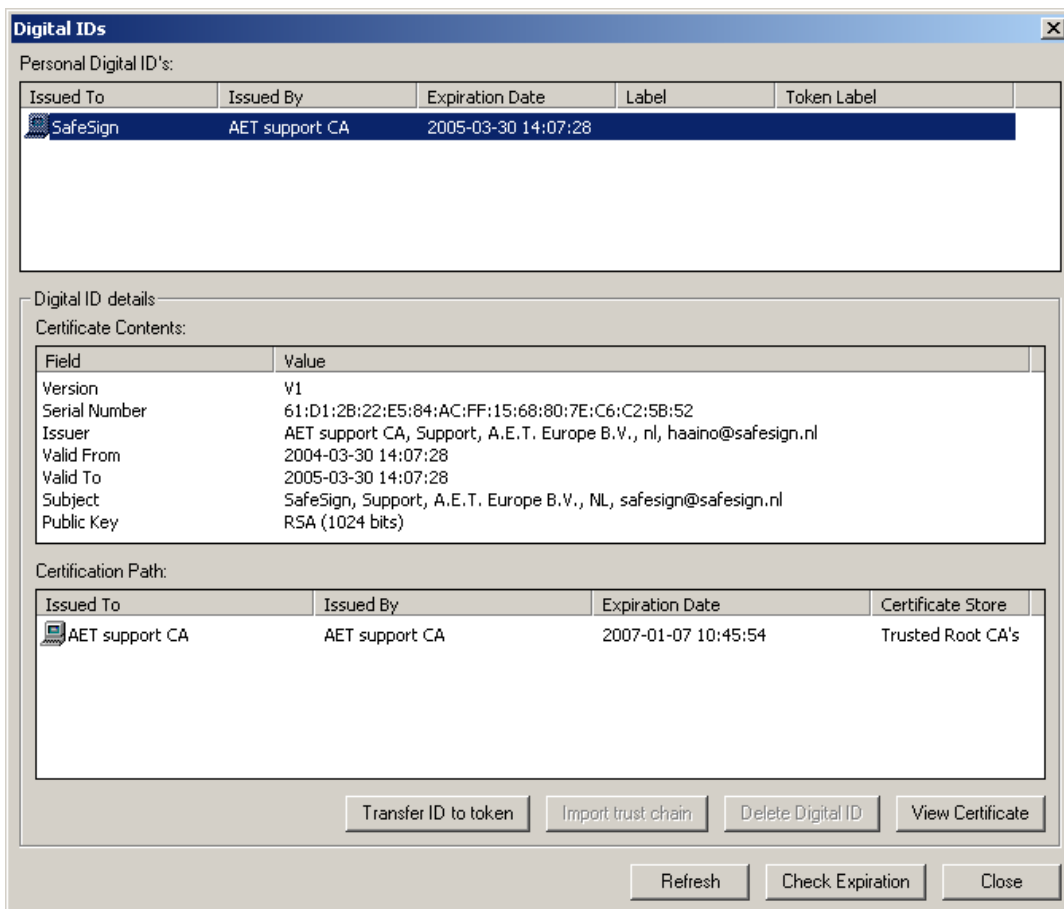 Digital IDs
Personal Digital ID's:
Issued To Issued By Expiration Date Label Token Label
SafeSign AET support CA 2005-03-30 14:07:28
Digital ID details
Certificate Contents:
Field Value
Version V1
Serial Number 61:D1:2B:22:E5:84:AC:FF:15:68:80:7E:C6:C2:5B:52
Issuer AET support CA, Support, A.E.T. Europe B.V., nl, haaino@safesign.nl
Valid From 2004-03-30 14:07:28
Valid To 2005-03-30 14:07:28
Subject SafeSign, Support, A.E.T. Europe B.V., NL, safesign@safesign.nl
Public Key RSA (1024 bits)
Certification Path:
Issued To Issued By Expiration Date Certificate Store
AET support CA AET support CA 2007-01-07 10:45:54 Trusted Root CA's
Transfer ID to token Import trust chain Delete Digital ID View Certificate
Refresh Check Expiration Close